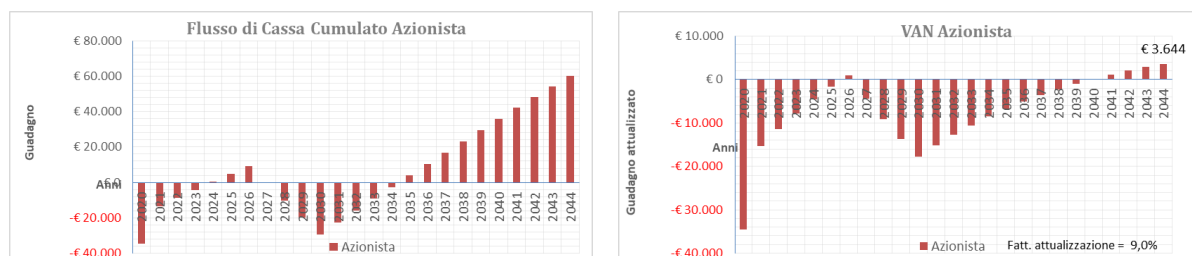 Flusso di Cassa Cumulato Azionista
€ 80.000
€ 60.000
€ 40.000
€ 20.000
€ 0
-€ 20.000
-€ 40.000
Guadagno
Anni
2020 2021 2022 2023 2024 2025 2026 2027 2028 2029 2030 2031 2032 2033 2034 2035 2036 2037 2038 2039 2040 2041 2042 2043 2044
Azionista
VAN Azionista
€ 10.000
€ 0
-€ 10.000
-€ 20.000
-€ 30.000
-€ 40.000
Guadagno attualizzato
Anni
€ 3.644
2020 2021 2022 2023 2024 2025 2026 2027 2028 2029 2030 2031 2032 2033 2034 2035 2036 2037 2038 2039 2040 2041 2042 2043 2044
Azionista
Fatt. attualizzazione = 9,0%